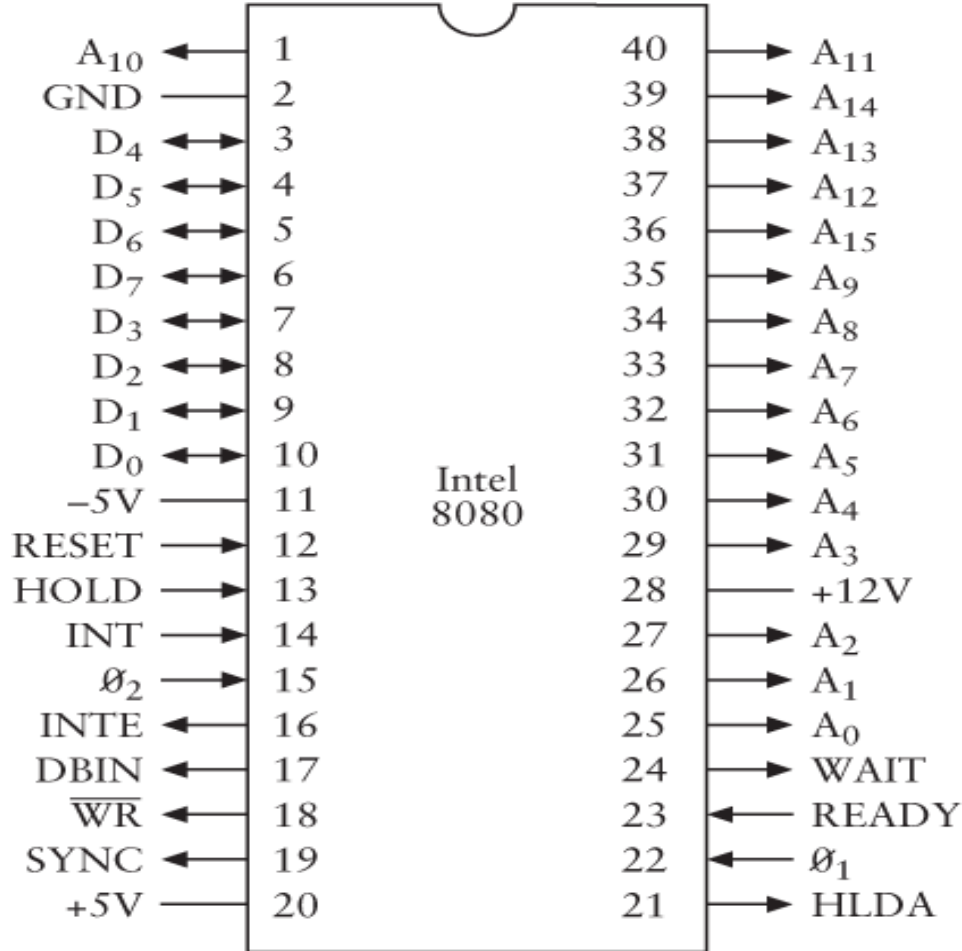 A₁₀ 1 40 A₁₁
GND 2 39 A₁₄
D₄ 3 38 A₁₃
D₅ 4 37 A₁₂
D₆ 5 36 A₁₅
D₇ 6 35 A₉
D₃ 7 34 A₈
D₂ 8 33 A₇
D₁ 9 32 A₆
D₀ 10 31 A₅
Intel
8080
–5V 11 30 A₄
RESET 12 29 A₃
HOLD 13 28 +12V
INT 14 27 A₂
Ø₂ 15 26 A₁
INTE 16 25 A₀
DBIN 17 24 WAIT
W̅R̅ 18 23 READY
SYNC 19 22 Ø₁
+5V 20 21 HLDA